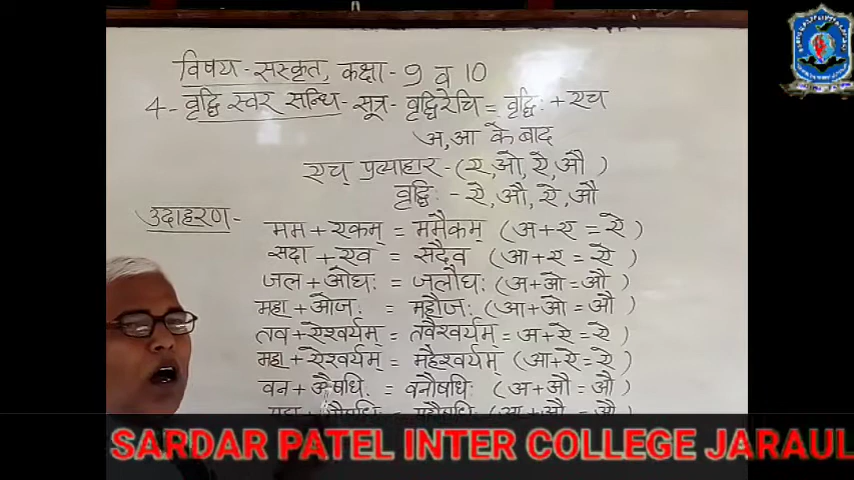 विषय - संस्कृत, कक्षा - 9 व 10
4 - वृद्धि स्वर सन्धि - सूत्र - वृद्धिरेचि = वृद्धिः + एच
अ, आ के बाद
एच् प्रत्याहार - (ए, ओ, ऐ, औ)
वृद्धिः - ऐ, औ, ऐ, औ
उदाहरण -
मम + एकम् = ममैकम् (अ + ए = ऐ)
सदा + एव = सदैव (आ + ए = ऐ)
जल + ओघः = जलौघः (अ + ओ = औ)
महा + ओजः = महौजः (आ + ओ = औ)
तव + ऐश्वर्यम् = तवैश्वर्यम् = अ + ऐ = ऐ)
महा + ऐश्वर्यम् = महैश्वर्यम् (आ + ऐ = ऐ)
वन + औषधिः = वनौषधिः (अ + औ = औ)
SARDAR PATEL INTER COLLEGE JARAUL